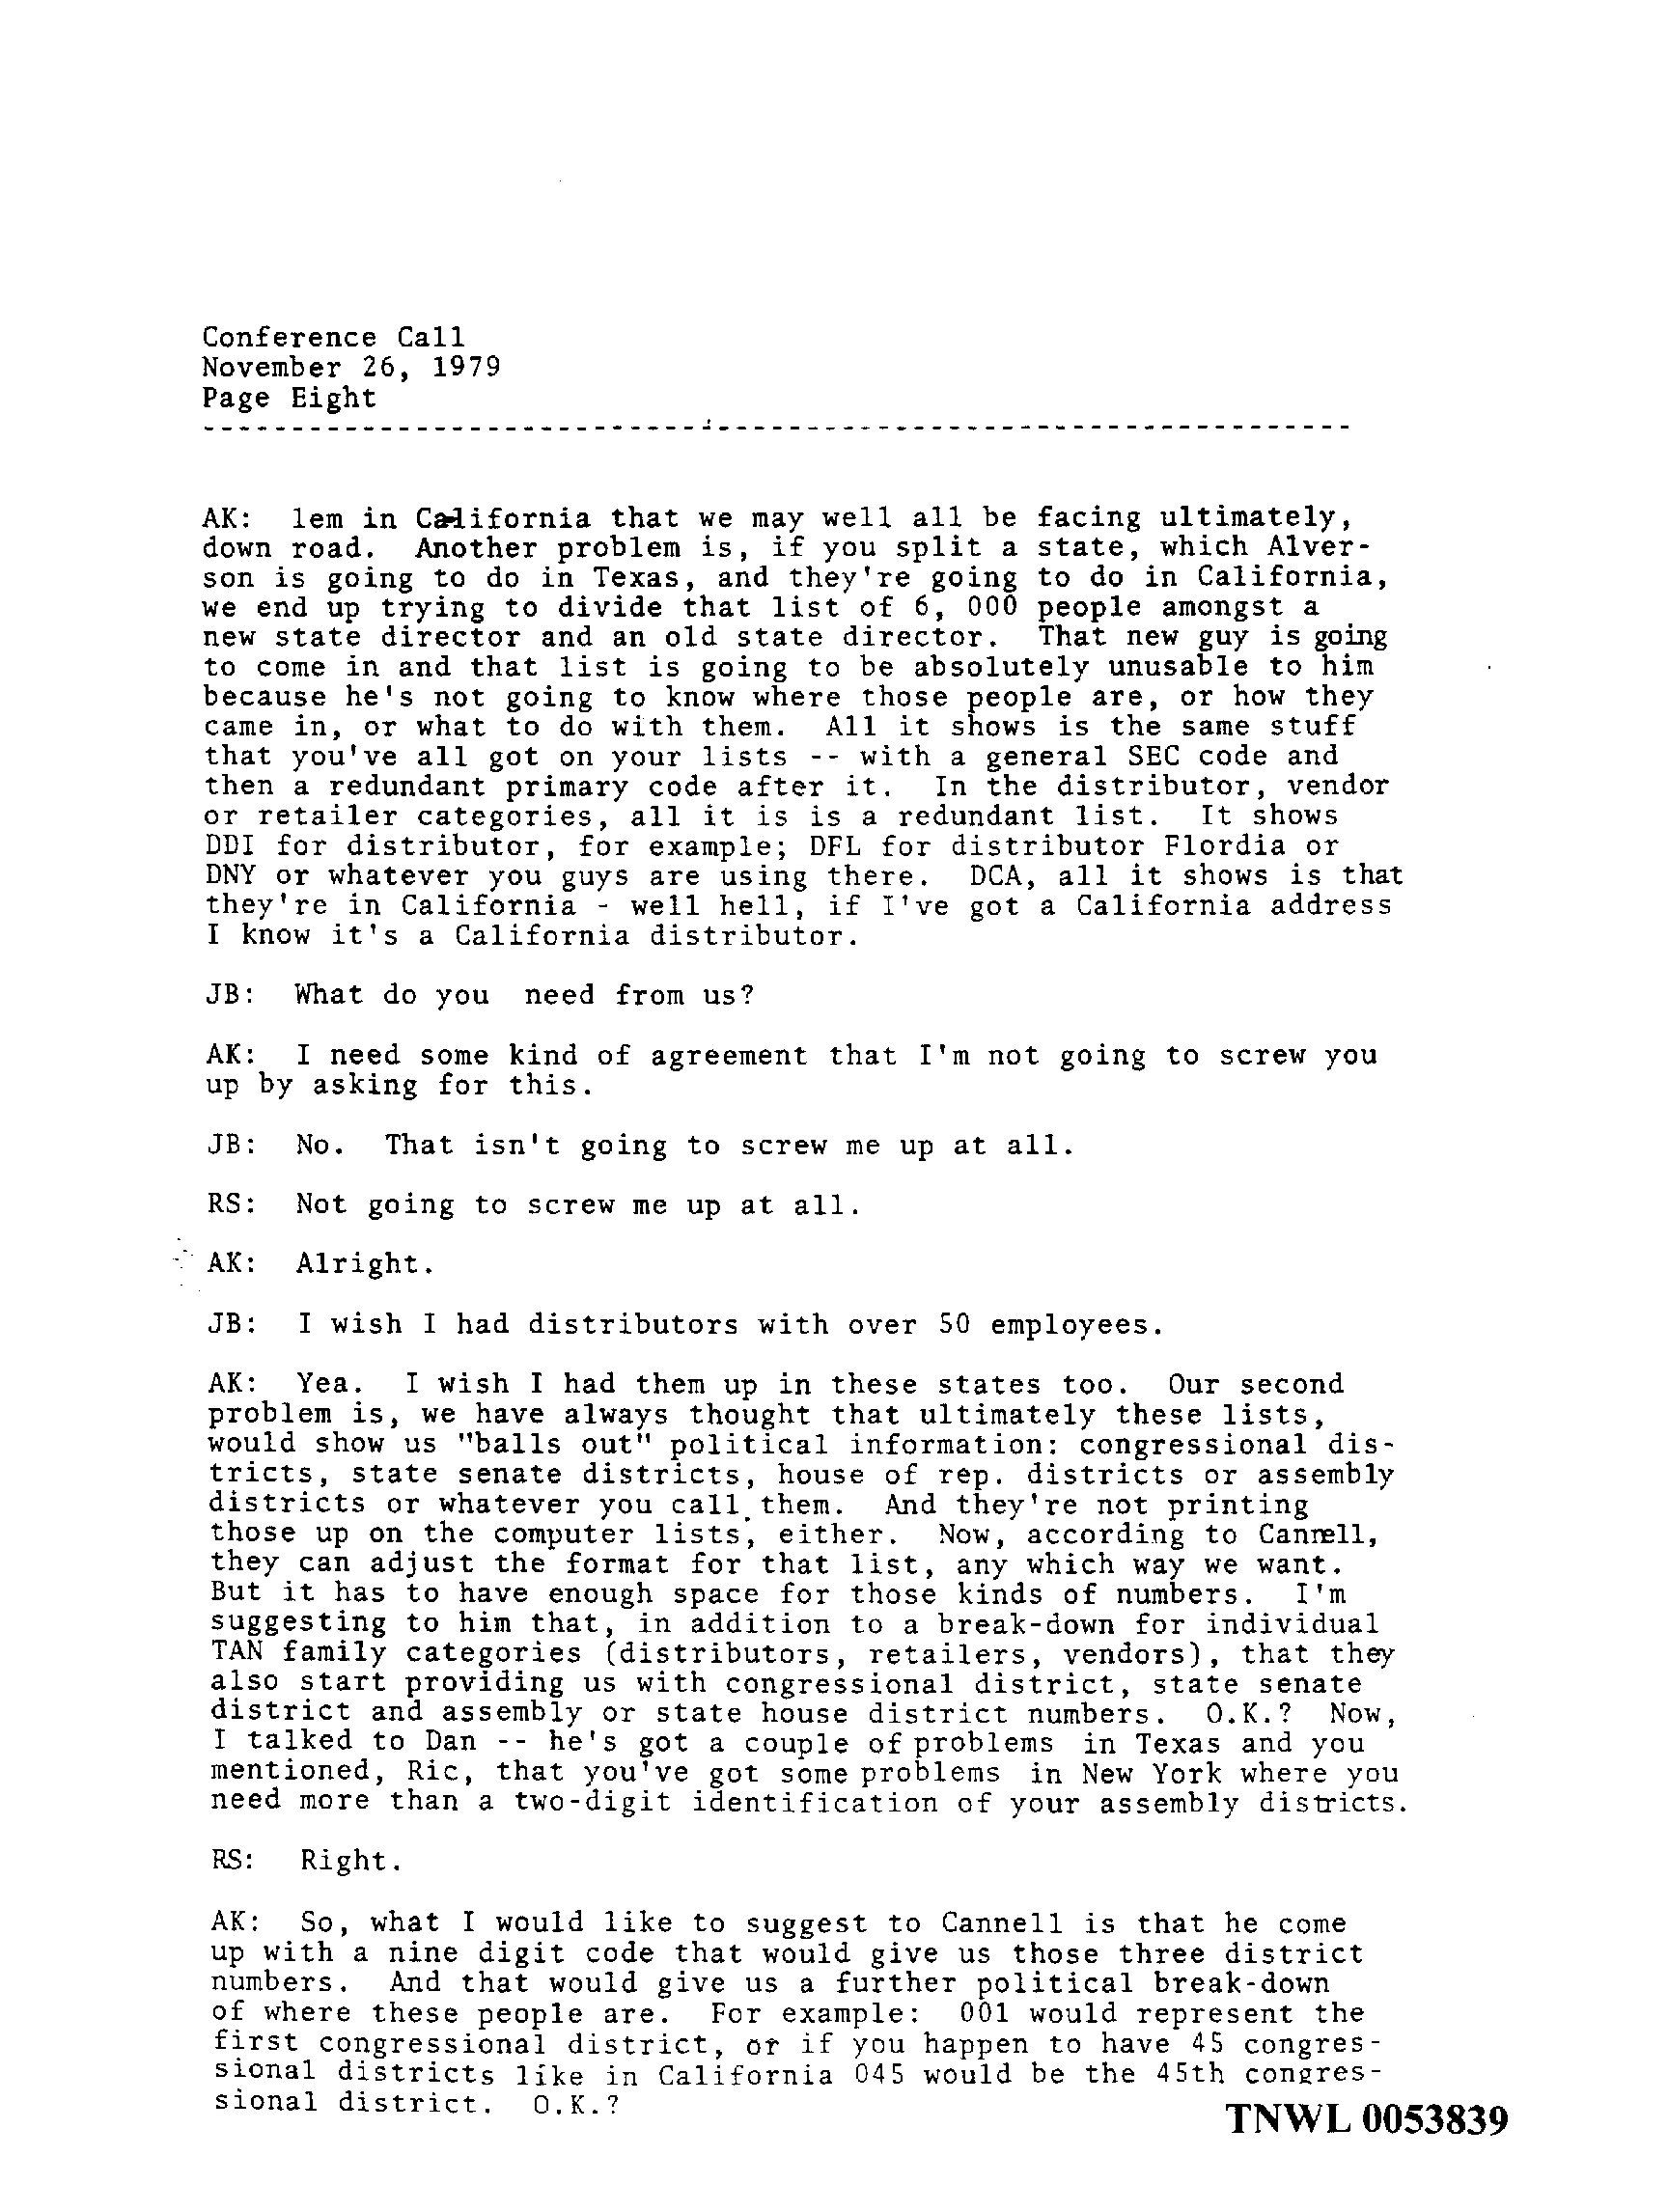 Conference Call
November 26, 1979
Page Eight
AK:  lem in California that we may well all be facing ultimately,
down road.  Another problem is, if you split a state, which Alver-
son is going to do in Texas, and they're going to do in California,
we end up trying to divide that list of 6, 000 people amongst a
new state director and an old state director.  That new guy is going
to come in and that list is going to be absolutely unusable to him
because he's not going to know where those people are, or how they
came in, or what to do with them.  All it shows is the same stuff
that you've all got on your lists -- with a general SEC code and
then a redundant primary code after it.  In the distributor, vendor
or retailer categories, all it is is a redundant list.  It shows
DDI for distributor, for example; DFL for distributor Flordia or
DNY or whatever you guys are using there.  DCA, all it shows is that
they're in California - well hell, if I've got a California address
I know it's a California distributor.
JB:  What do you  need from us?
AK:  I need some kind of agreement that I'm not going to screw you
up by asking for this.
JB:  No.  That isn't going to screw me up at all.
RS:  Not going to screw me up at all.
AK:  Alright.
JB:  I wish I had distributors with over 50 employees.
AK:  Yea.  I wish I had them up in these states too.  Our second
problem is, we have always thought that ultimately these lists,
would show us "balls out" political information: congressional dis-
tricts, state senate districts, house of rep. districts or assembly
districts or whatever you call them.  And they're not printing
those up on the computer lists, either.  Now, according to Cannell,
they can adjust the format for that list, any which way we want.
But it has to have enough space for those kinds of numbers.  I'm
suggesting to him that, in addition to a break-down for individual
TAN family categories (distributors, retailers, vendors), that they
also start providing us with congressional district, state senate
district and assembly or state house district numbers.  O.K.?  Now,
I talked to Dan -- he's got a couple of problems  in Texas and you
mentioned, Ric, that you've got some problems  in New York where you
need more than a two-digit identification of your assembly districts.
RS:  Right.
AK:  So, what I would like to suggest to Cannell is that he come
up with a nine digit code that would give us those three district
numbers.  And that would give us a further political break-down
of where these people are.  For example:  001 would represent the
first congressional district, or if you happen to have 45 congres-
sional districts like in California 045 would be the 45th congres-
sional district.  O.K.?
TNWL 0053839